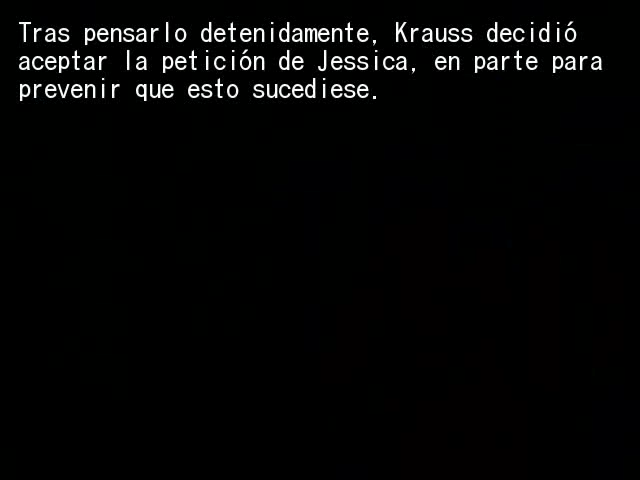 Tras pensarlo detenidamente, Krauss decidió
aceptar la petición de Jessica, en parte para
prevenir que esto sucediese.